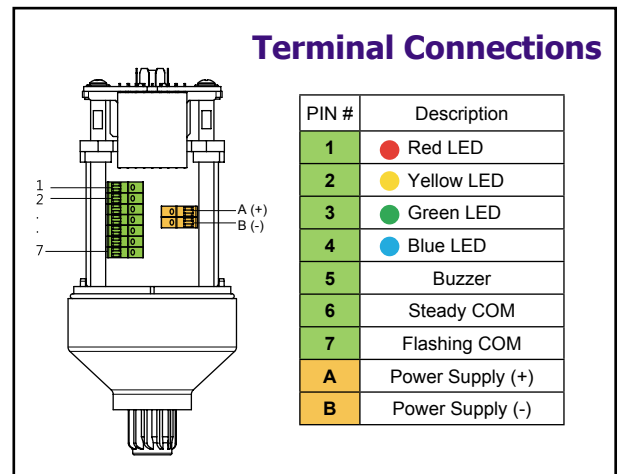 Terminal Connections
1
2
.
.
7
A (+)
B (-)
PIN # Description
1 Red LED
2 Yellow LED
3 Green LED
4 Blue LED
5 Buzzer
6 Steady COM
7 Flashing COM
A Power Supply (+)
B Power Supply (-)